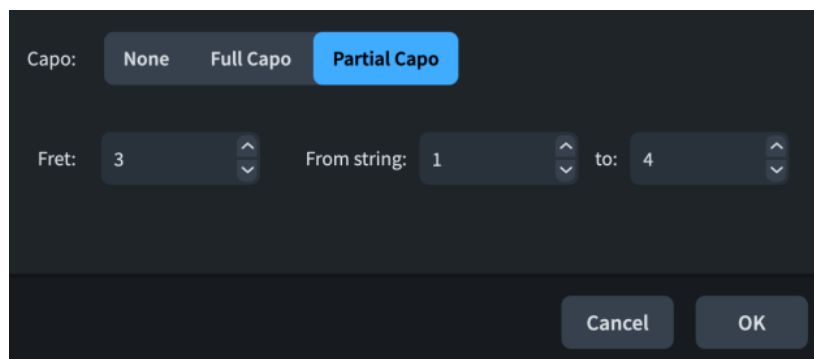 Capo: None Full Capo Partial Capo
Fret: 3 From string: 1 to: 4
Cancel OK